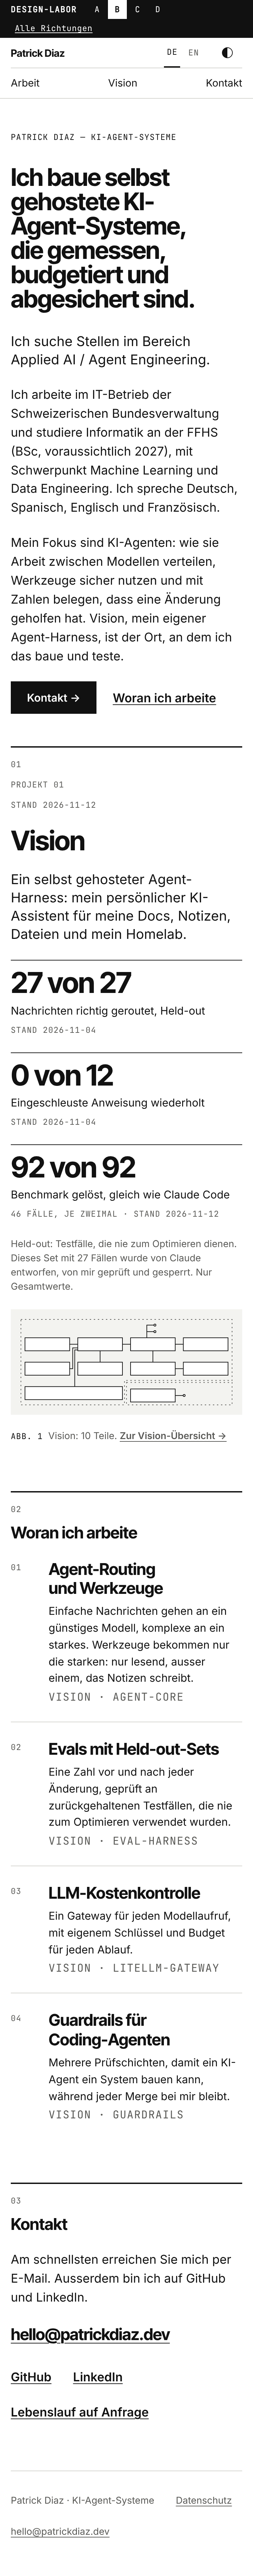 DESIGN-LABOR A B C D
Alle Richtungen
Patrick Diaz DE EN
Arbeit Vision Kontakt
PATRICK DIAZ — KI-AGENT-SYSTEME
Ich baue selbst
gehostete KI-
Agent-Systeme,
die gemessen,
budgetiert und
abgesichert sind.
Ich suche Stellen im Bereich
Applied AI / Agent Engineering.
Ich arbeite im IT-Betrieb der
Schweizerischen Bundesverwaltung
und studiere Informatik an der FFHS
(BSc, voraussichtlich 2027), mit
Schwerpunkt Machine Learning und
Data Engineering. Ich spreche Deutsch,
Spanisch, Englisch und Französisch.
Mein Fokus sind KI-Agenten: wie sie
Arbeit zwischen Modellen verteilen,
Werkzeuge sicher nutzen und mit
Zahlen belegen, dass eine Änderung
geholfen hat. Vision, mein eigener
Agent-Harness, ist der Ort, an dem ich
das baue und teste.
Kontakt → Woran ich arbeite
01
PROJEKT 01
STAND 2026-11-12
Vision
Ein selbst gehosteter Agent-
Harness: mein persönlicher KI-
Assistent für meine Docs, Notizen,
Dateien und mein Homelab.
27 von 27
Nachrichten richtig geroutet, Held-out
STAND 2026-11-04
0 von 12
Eingeschleuste Anweisung wiederholt
STAND 2026-11-04
92 von 92
Benchmark gelöst, gleich wie Claude Code
46 FÄLLE, JE ZWEIMAL · STAND 2026-11-12
Held-out: Testfälle, die nie zum Optimieren dienen.
Dieses Set mit 27 Fällen wurde von Claude
entworfen, von mir geprüft und gesperrt. Nur
Gesamtwerte.
ABB. 1 Vision: 10 Teile. Zur Vision-Übersicht →
02
Woran ich arbeite
01 Agent-Routing
und Werkzeuge
Einfache Nachrichten gehen an ein
günstiges Modell, komplexe an ein
starkes. Werkzeuge bekommen nur
die starken: nur lesend, ausser
einem, das Notizen schreibt.
VISION · AGENT-CORE
02 Evals mit Held-out-Sets
Eine Zahl vor und nach jeder
Änderung, geprüft an
zurückgehaltenen Testfällen, die nie
zum Optimieren verwendet wurden.
VISION · EVAL-HARNESS
03 LLM-Kostenkontrolle
Ein Gateway für jeden Modellaufruf,
mit eigenem Schlüssel und Budget
für jeden Ablauf.
VISION · LITELLM-GATEWAY
04 Guardrails für
Coding-Agenten
Mehrere Prüfschichten, damit ein KI-
Agent ein System bauen kann,
während jeder Merge bei mir bleibt.
VISION · GUARDRAILS
03
Kontakt
Am schnellsten erreichen Sie mich per
E-Mail. Ausserdem bin ich auf GitHub
und LinkedIn.
hello@patrickdiaz.dev
GitHub LinkedIn
Lebenslauf auf Anfrage
Patrick Diaz · KI-Agent-Systeme Datenschutz
hello@patrickdiaz.dev